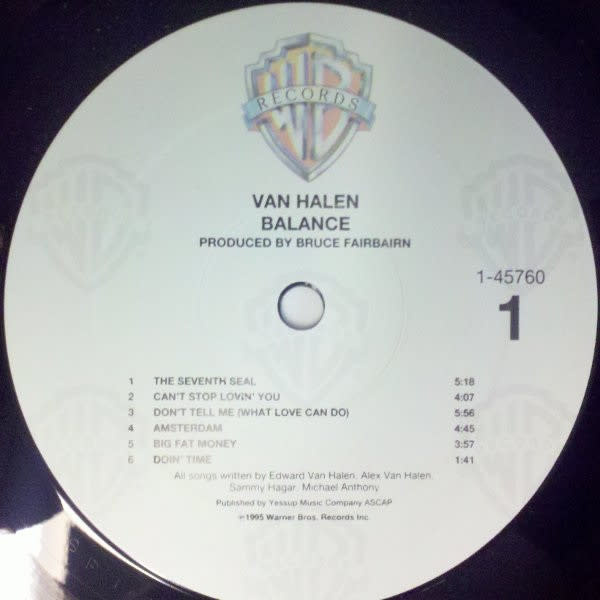 RECORDS
VAN HALEN
BALANCE
PRODUCED BY BRUCE FAIRBAIRN
1-45760
1
1 THE SEVENTH SEAL 5:18
2 CAN'T STOP LOVIN' YOU 4:07
3 DON'T TELL ME (WHAT LOVE CAN DO) 5:56
4 AMSTERDAM 4:45
5 BIG FAT MONEY 3:57
6 DOIN' TIME 1:41
All songs written by Edward Van Halen, Alex Van Halen,
Sammy Hagar, Michael Anthony
Published by Yessup Music Company ASCAP
℗1995 Warner Bros. Records Inc.